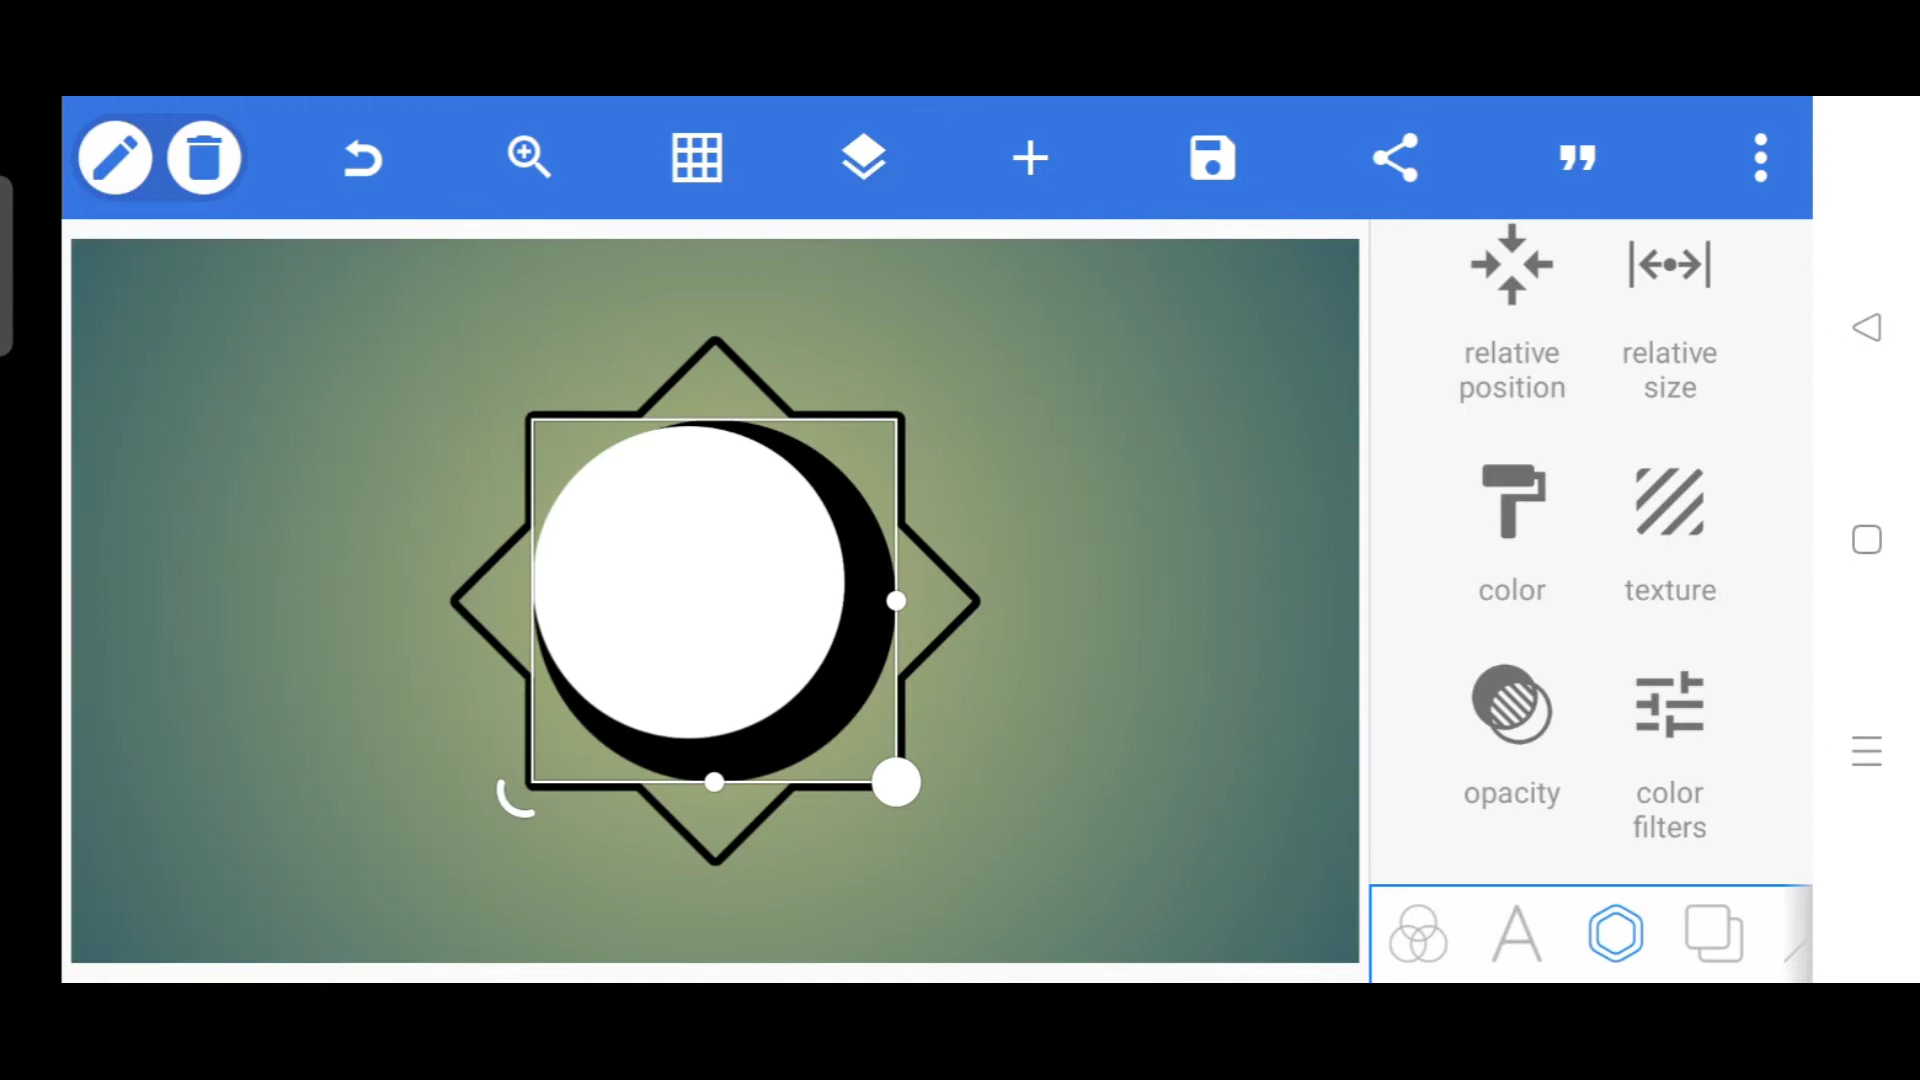 relative
position
relative
size
color
texture
opacity
color
filters